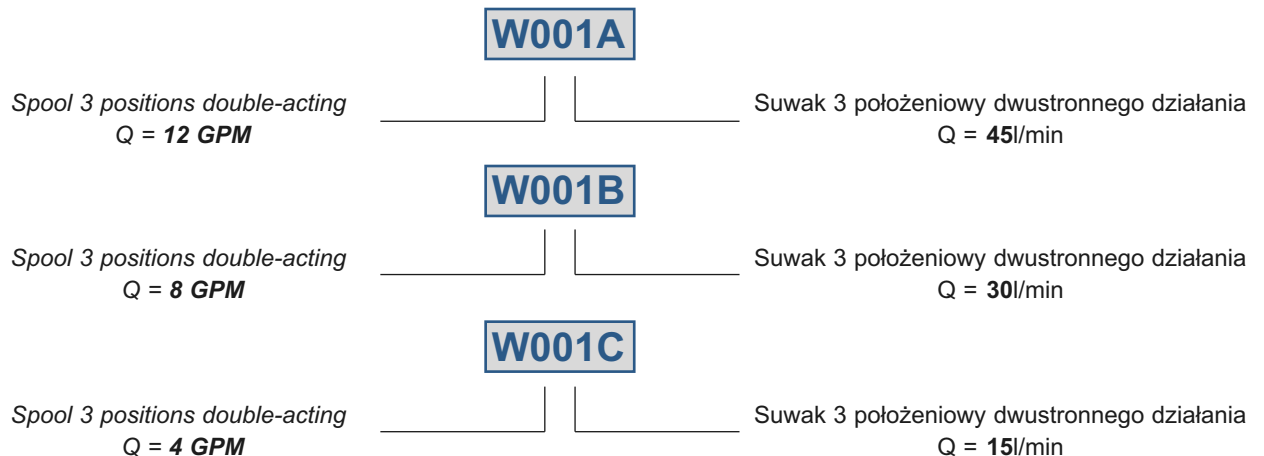 W001A
Spool 3 positions double-acting
Q = 12 GPM
Suwak 3 położeniowy dwustronnego działania
Q = 45l/min
W001B
Spool 3 positions double-acting
Q = 8 GPM
Suwak 3 położeniowy dwustronnego działania
Q = 30l/min
W001C
Spool 3 positions double-acting
Q = 4 GPM
Suwak 3 położeniowy dwustronnego działania
Q = 15l/min